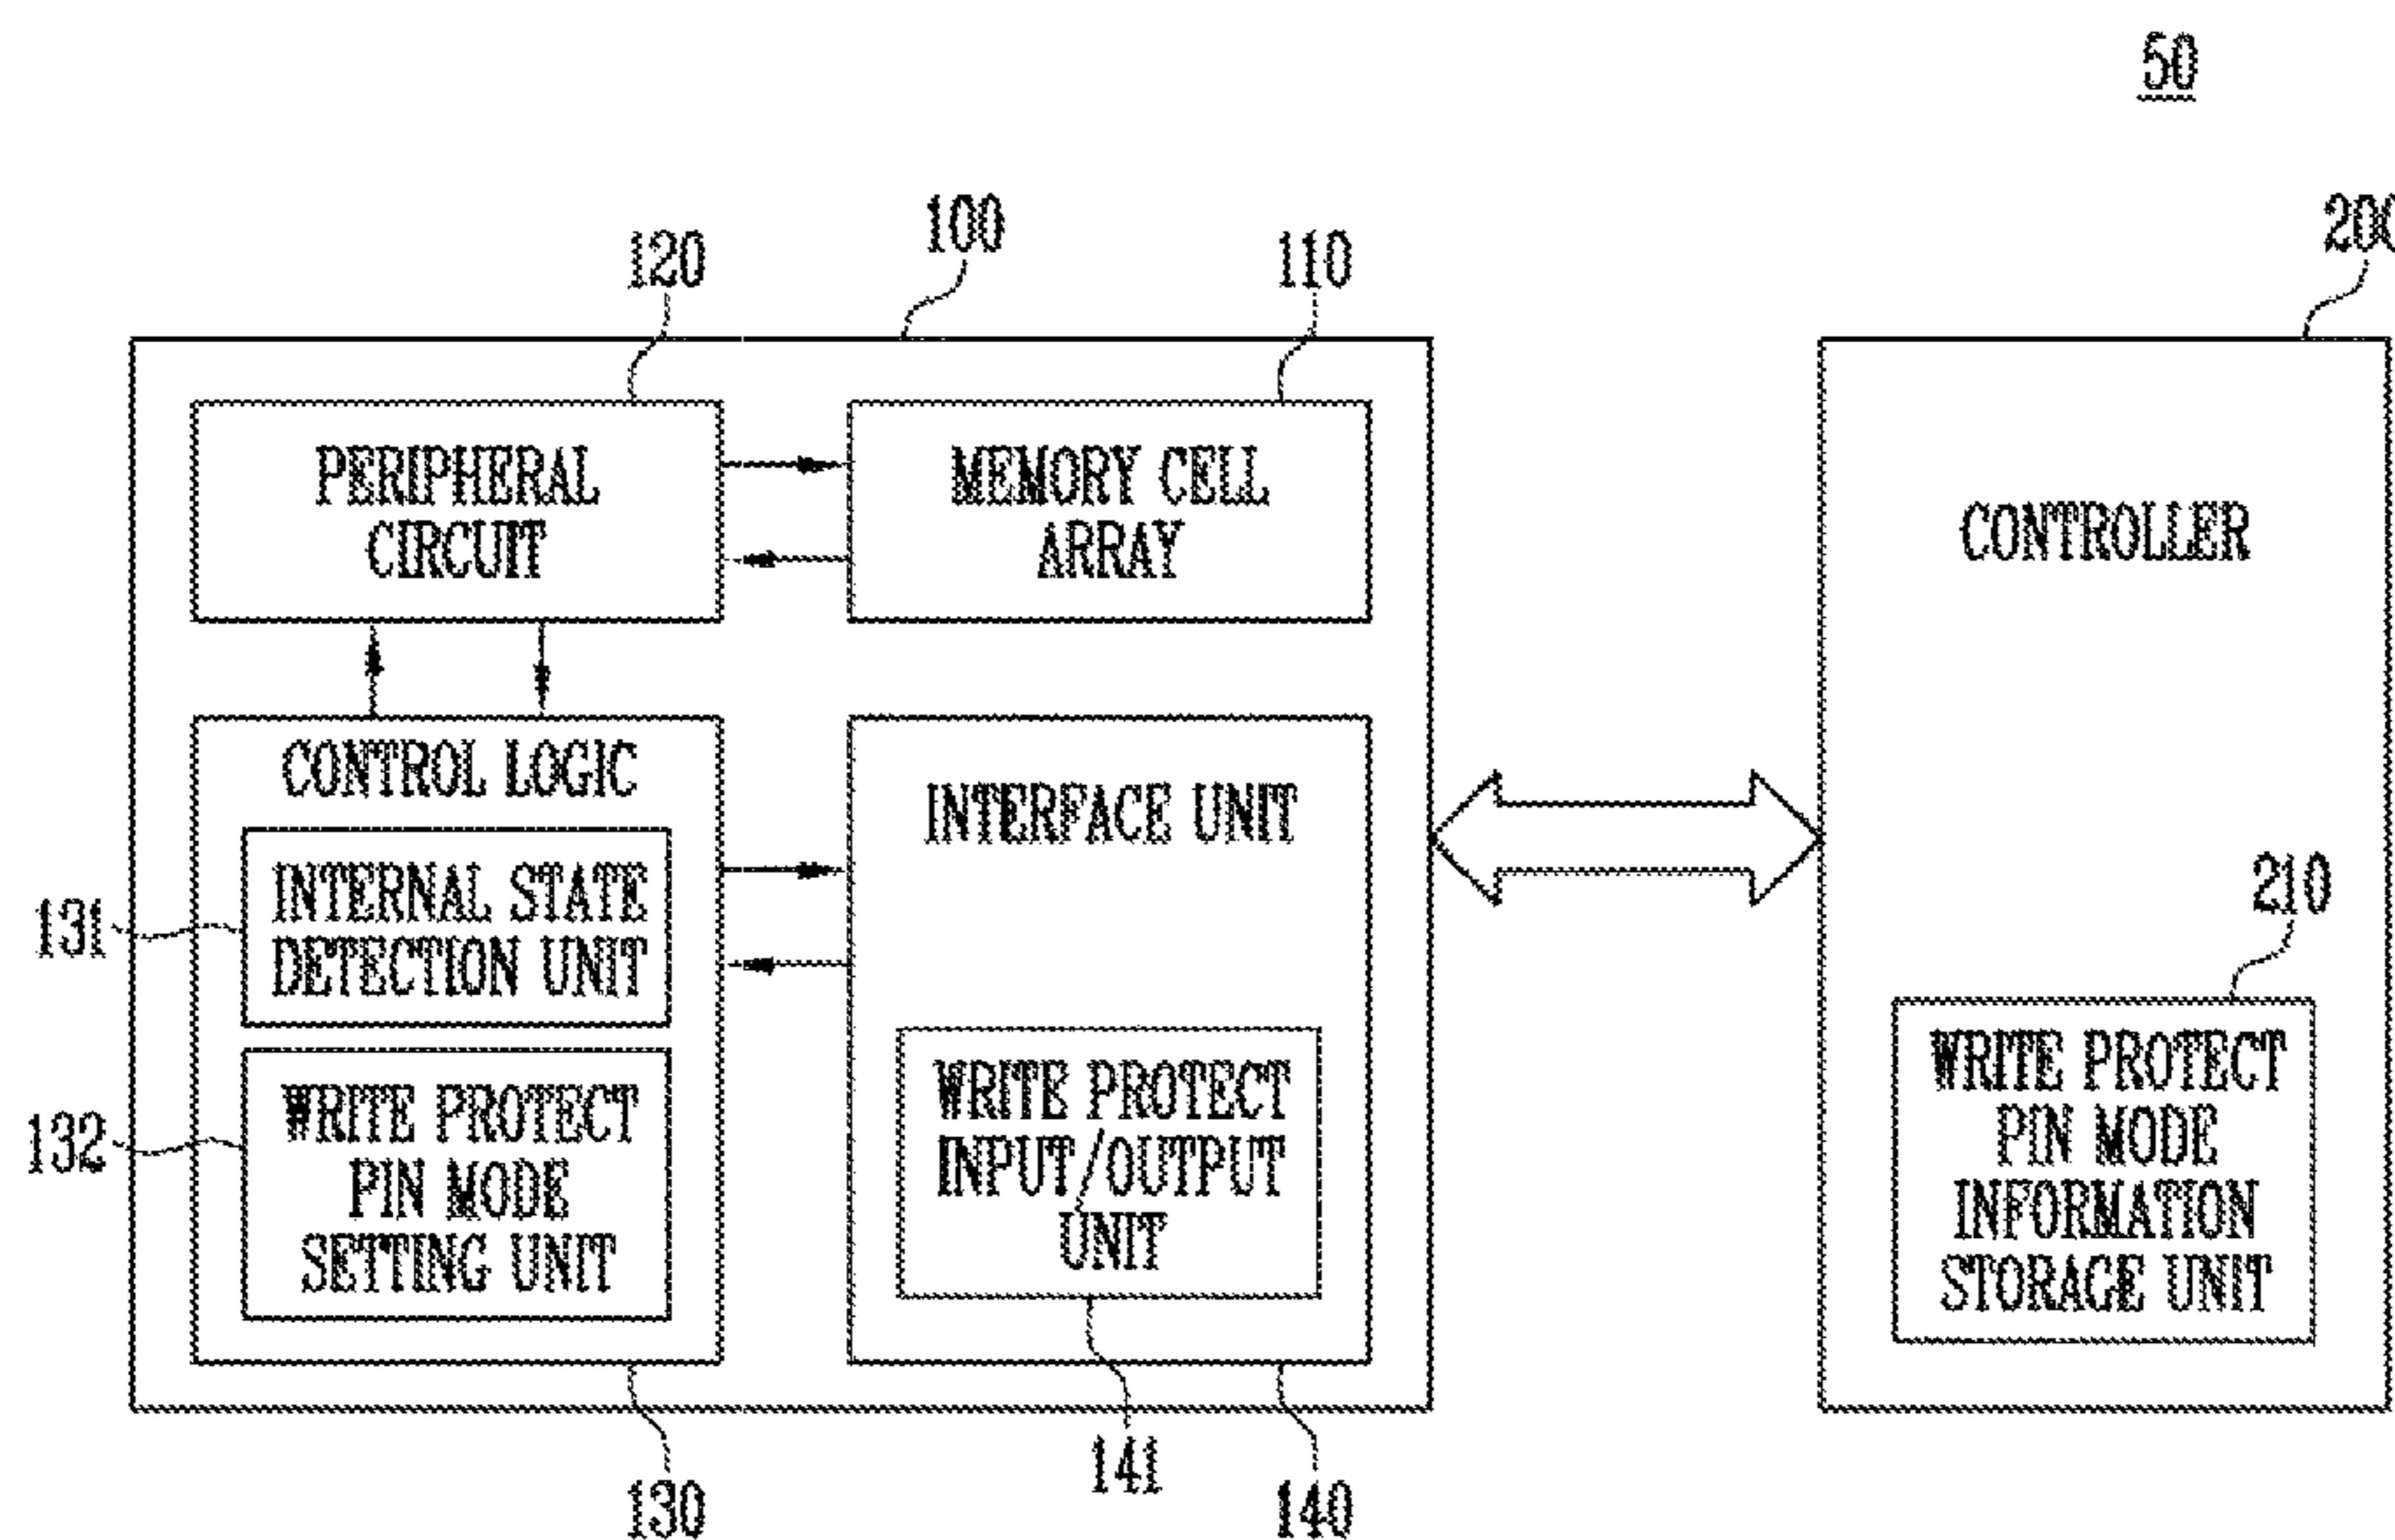 50
120
100
110
200
PERIPHERAL
CIRCUIT
MEMORY CELL
ARRAY
CONTROLLER
CONTROL LOGIC
INTERNAL STATE
DETECTION UNIT
131
WRITE PROTECT
PIN MODE
SETTING UNIT
132
INTERFACE UNIT
WRITE PROTECT
INPUT/OUTPUT
UNIT
210
WRITE PROTECT
PIN MODE
INFORMATION
STORAGE UNIT
130
141
140